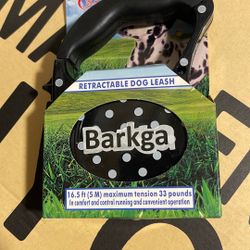 RETRACTABLE DOG LEASH
Barkga
16.5 ft (5 M) maximum tension 33 pounds
In comfort and control running and convenient operation